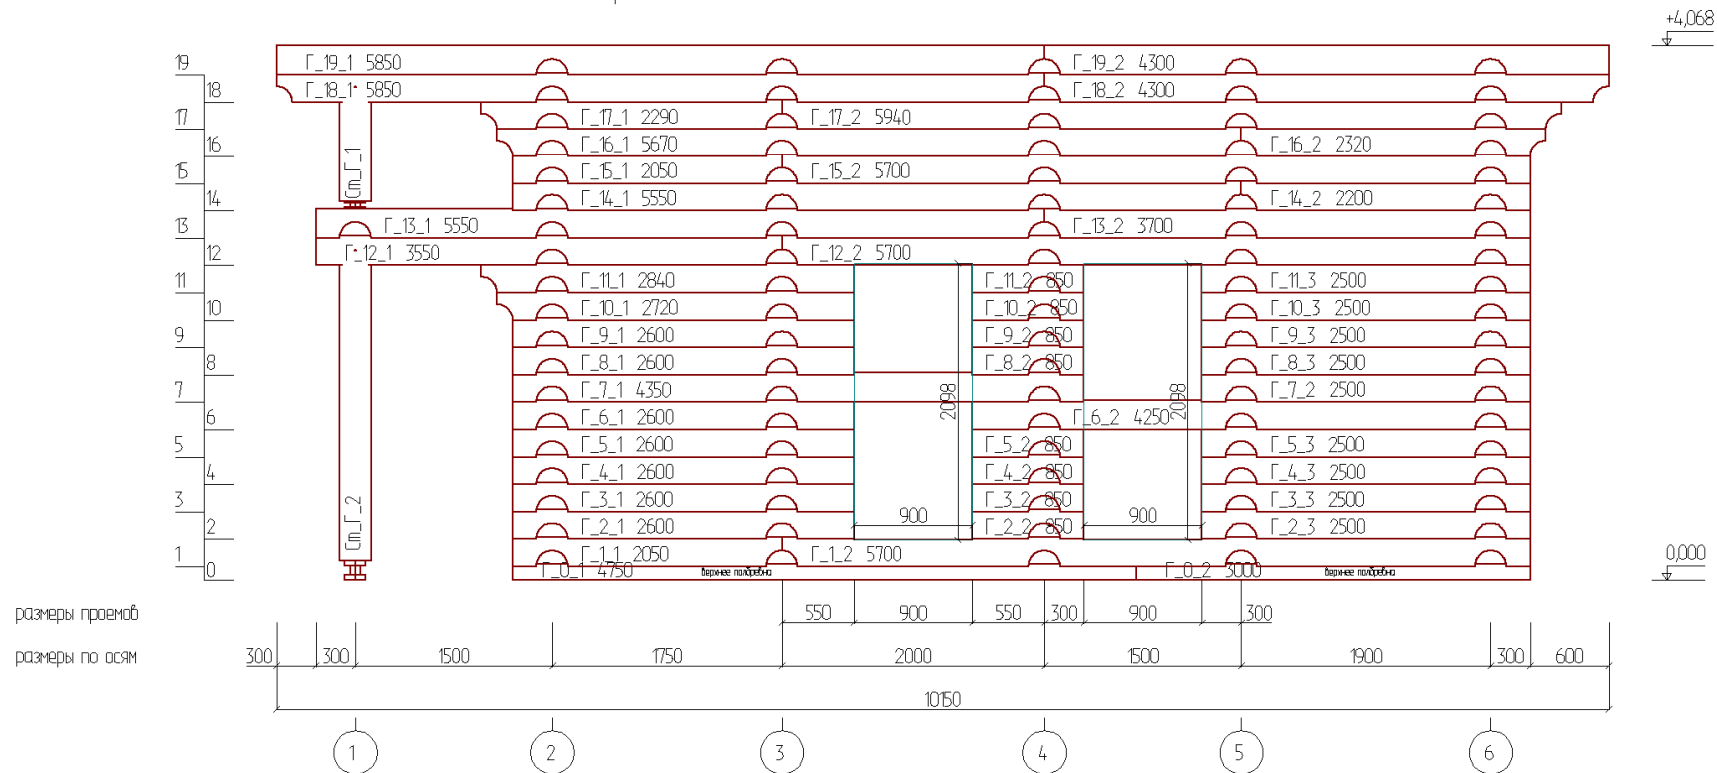 +4,068
19 Г_19_1 5850 Г_19_2 4300
18 Г_18_1 5850 Г_18_2 4300
17 Г_17_1 2290 Г_17_2 5940
16 Г_16_1 5670 Г_16_2 2320
15 Г_15_1 2050 Г_15_2 5700
Ст_Г_1
14 Г_14_1 5550 Г_14_2 2200
13 Г_13_1 5550 Г_13_2 3700
12 Г_12_1 3550 Г_12_2 5700
11 Г_11_1 2840 Г_11_2 850 Г_11_3 2500
10 Г_10_1 2720 Г_10_2 850 Г_10_3 2500
9 Г_9_1 2600 Г_9_2 850 Г_9_3 2500
8 Г_8_1 2600 Г_8_2 850 Г_8_3 2500
7 Г_7_1 4350 Г_7_2 2500
2098 2098
6 Г_6_1 2600 Г_6_2 4250
5 Г_5_1 2600 Г_5_2 850 Г_5_3 2500
4 Г_4_1 2600 Г_4_2 850 Г_4_3 2500
3 Г_3_1 2600 Г_3_2 850 Г_3_3 2500
900 900
Ст_Г_2
2 Г_2_1 2600 Г_2_2 850 Г_2_3 2500
1 Г_1_1 2050 Г_1_2 5700 0,000
0 Г_0_1 4750 верхнее полбревно Г_0_2 3000 верхнее полбревно
размеры проемов 550 900 550 300 900 300
размеры по осям 300 300 1500 1750 2000 1500 1900 300 600
10150
1 2 3 4 5 6